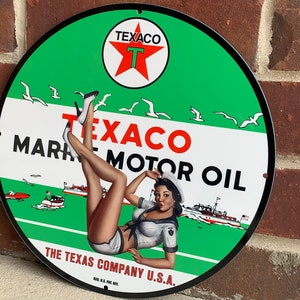 TEXACO
T
TEXACO
MARINE MOTOR OIL
THE TEXAS COMPANY U.S.A.